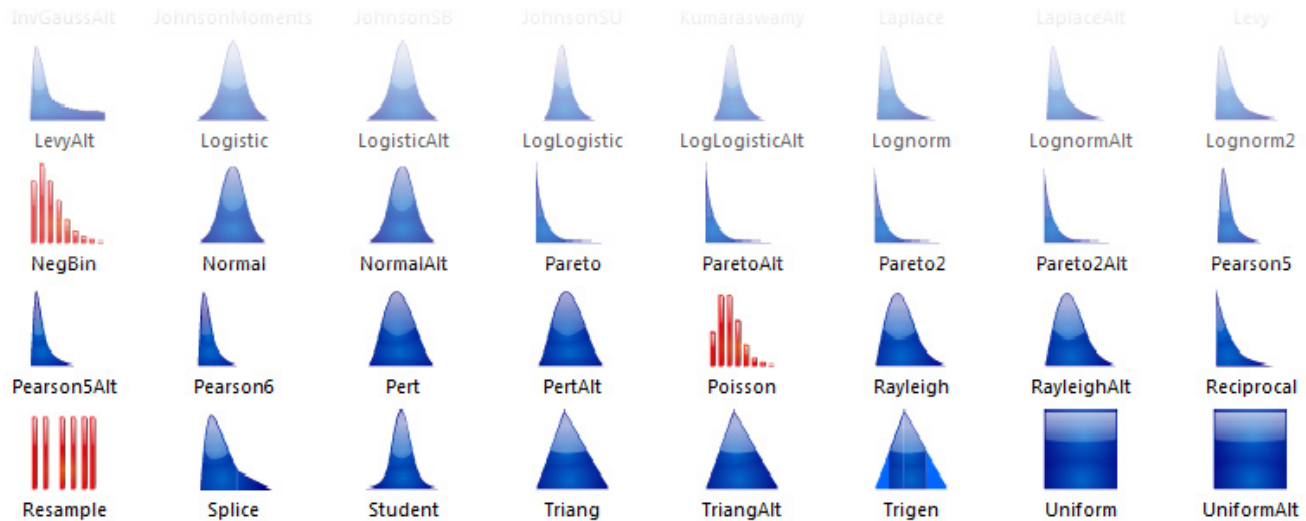 InvGaussAlt JohnsonMoments JohnsonSB JohnsonSU Kumaraswamy Laplace LaplaceAlt Levy
LevyAlt Logistic LogisticAlt LogLogistic LogLogisticAlt Lognorm LognormAlt Lognorm2
NegBin Normal NormalAlt Pareto ParetoAlt Pareto2 Pareto2Alt Pearson5
Pearson5Alt Pearson6 Pert PertAlt Poisson Rayleigh RayleighAlt Reciprocal
Resample Splice Student Triang TriangAlt Trigen Uniform UniformAlt